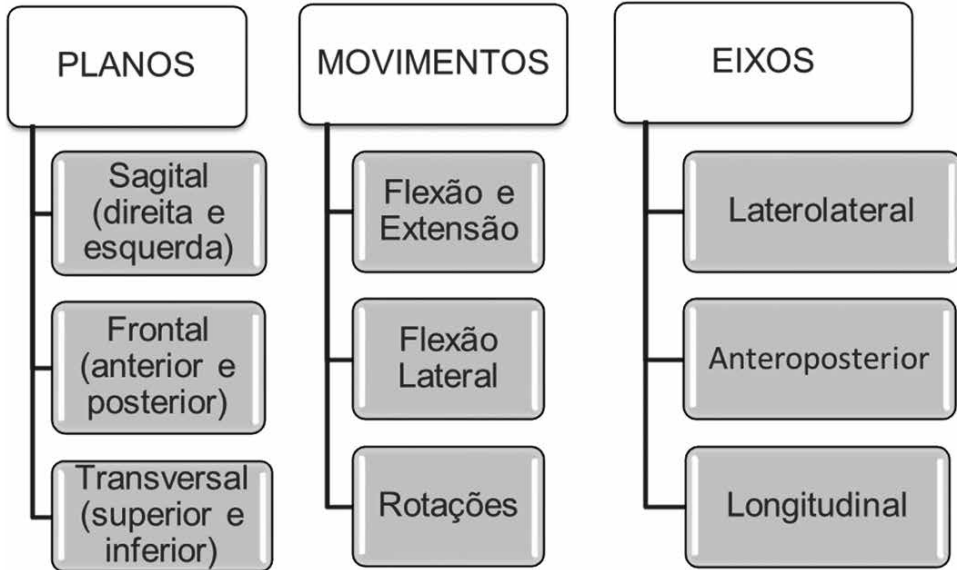 PLANOS
Sagital
(direita e
esquerda)
Frontal
(anterior e
posterior)
Transversal
(superior e
inferior)
MOVIMENTOS
Flexão e
Extensão
Flexão
Lateral
Rotações
EIXOS
Laterolateral
Anteroposterior
Longitudinal